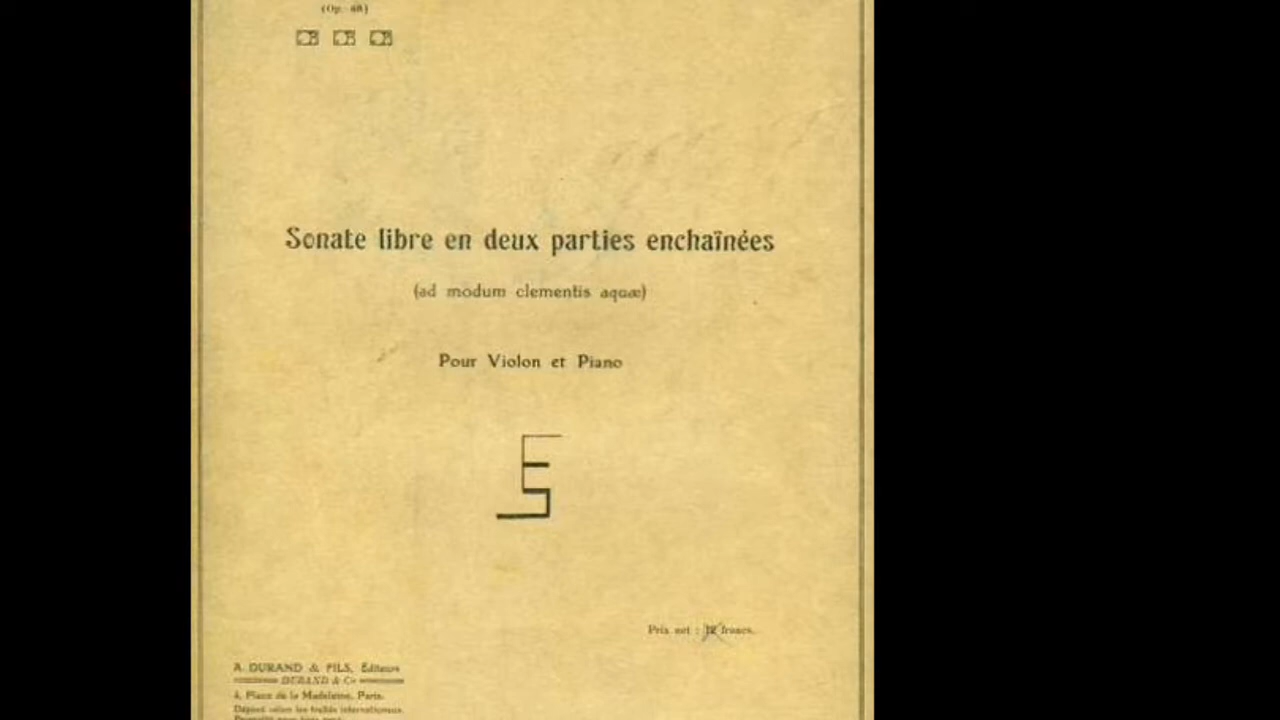 (Op. 68)
Sonate libre en deux parties enchaînées
(ad modum clementis aquæ)
Pour Violon et Piano
Prix net : 12 francs.
A. DURAND & FILS, Éditeurs
DURAND & Cie
4, Place de la Madeleine, Paris.
Déposé selon les traités internationaux.